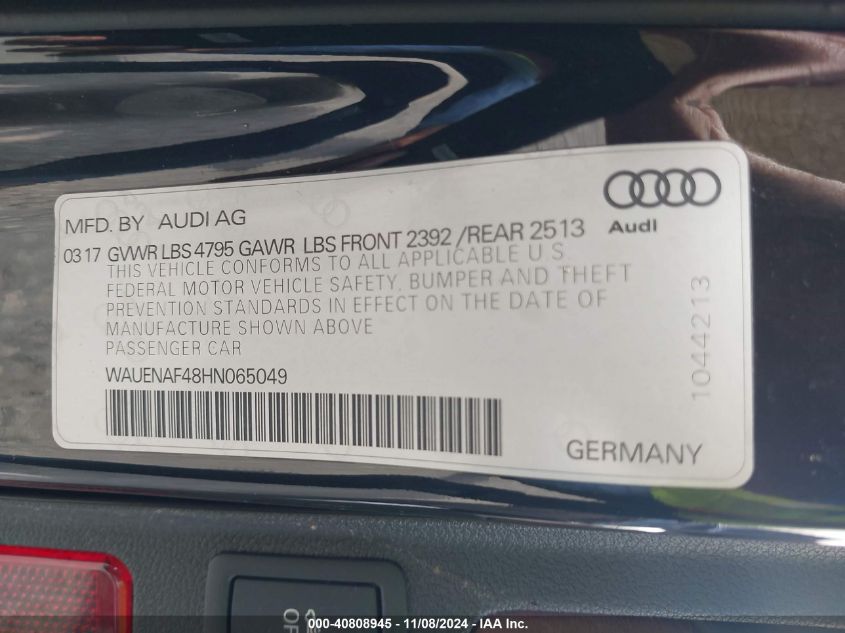 MFD. BY AUDI AG
Audi
0317 GVWR LBS 4795 GAWR LBS FRONT 2392 /REAR 2513
THIS VEHICLE CONFORMS TO ALL APPLICABLE U.S.
FEDERAL MOTOR VEHICLE SAFETY, BUMPER AND THEFT
PREVENTION STANDARDS IN EFFECT ON THE DATE OF
MANUFACTURE SHOWN ABOVE
PASSENGER CAR
WAUENAF48HN065049
1044213
GERMANY
000-40808945 - 11/08/2024 - IAA Inc.